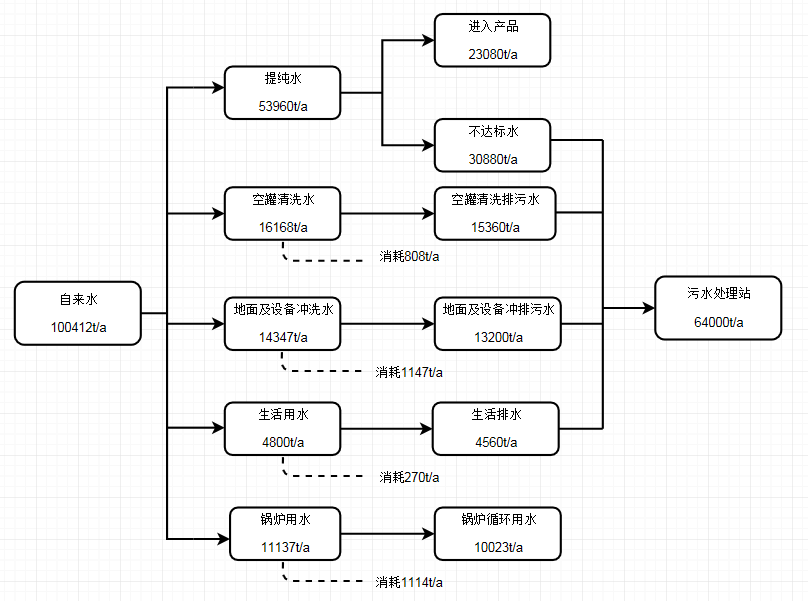 进入产品
23080t/a
提纯水
53960t/a
不达标水
30880t/a
空罐清洗水
16168t/a
空罐清洗排污水
15360t/a
消耗808t/a
自来水
100412t/a
污水处理站
64000t/a
地面及设备冲洗水
14347t/a
地面及设备冲排污水
13200t/a
消耗1147t/a
生活用水
4800t/a
生活排水
4560t/a
消耗270t/a
锅炉用水
11137t/a
锅炉循环用水
10023t/a
消耗1114t/a